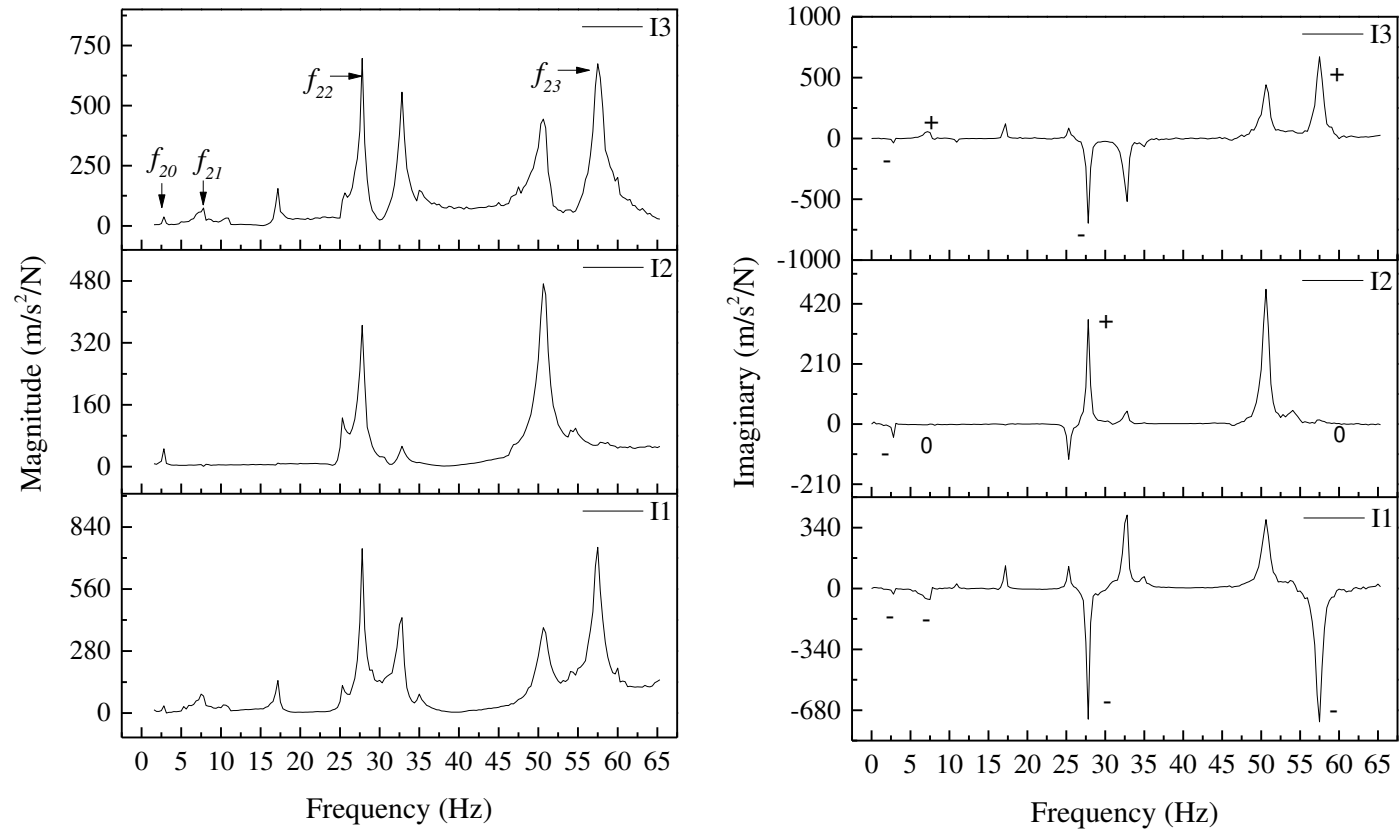 I3
750
500
250
0
f20
f21
f22
f23
I2
480
320
160
0
I1
840
560
280
0
0 5 10 15 20 25 30 35 40 45 50 55 60 65
Frequency (Hz)
Magnitude (m/s²/N)
I3
1000
500
0
-500
-1000
-
+
-
+
I2
420
210
0
-210
-
0
+
0
I1
340
0
-340
-680
-
-
-
-
0 5 10 15 20 25 30 35 40 45 50 55 60 65
Frequency (Hz)
Imaginary (m/s²/N)